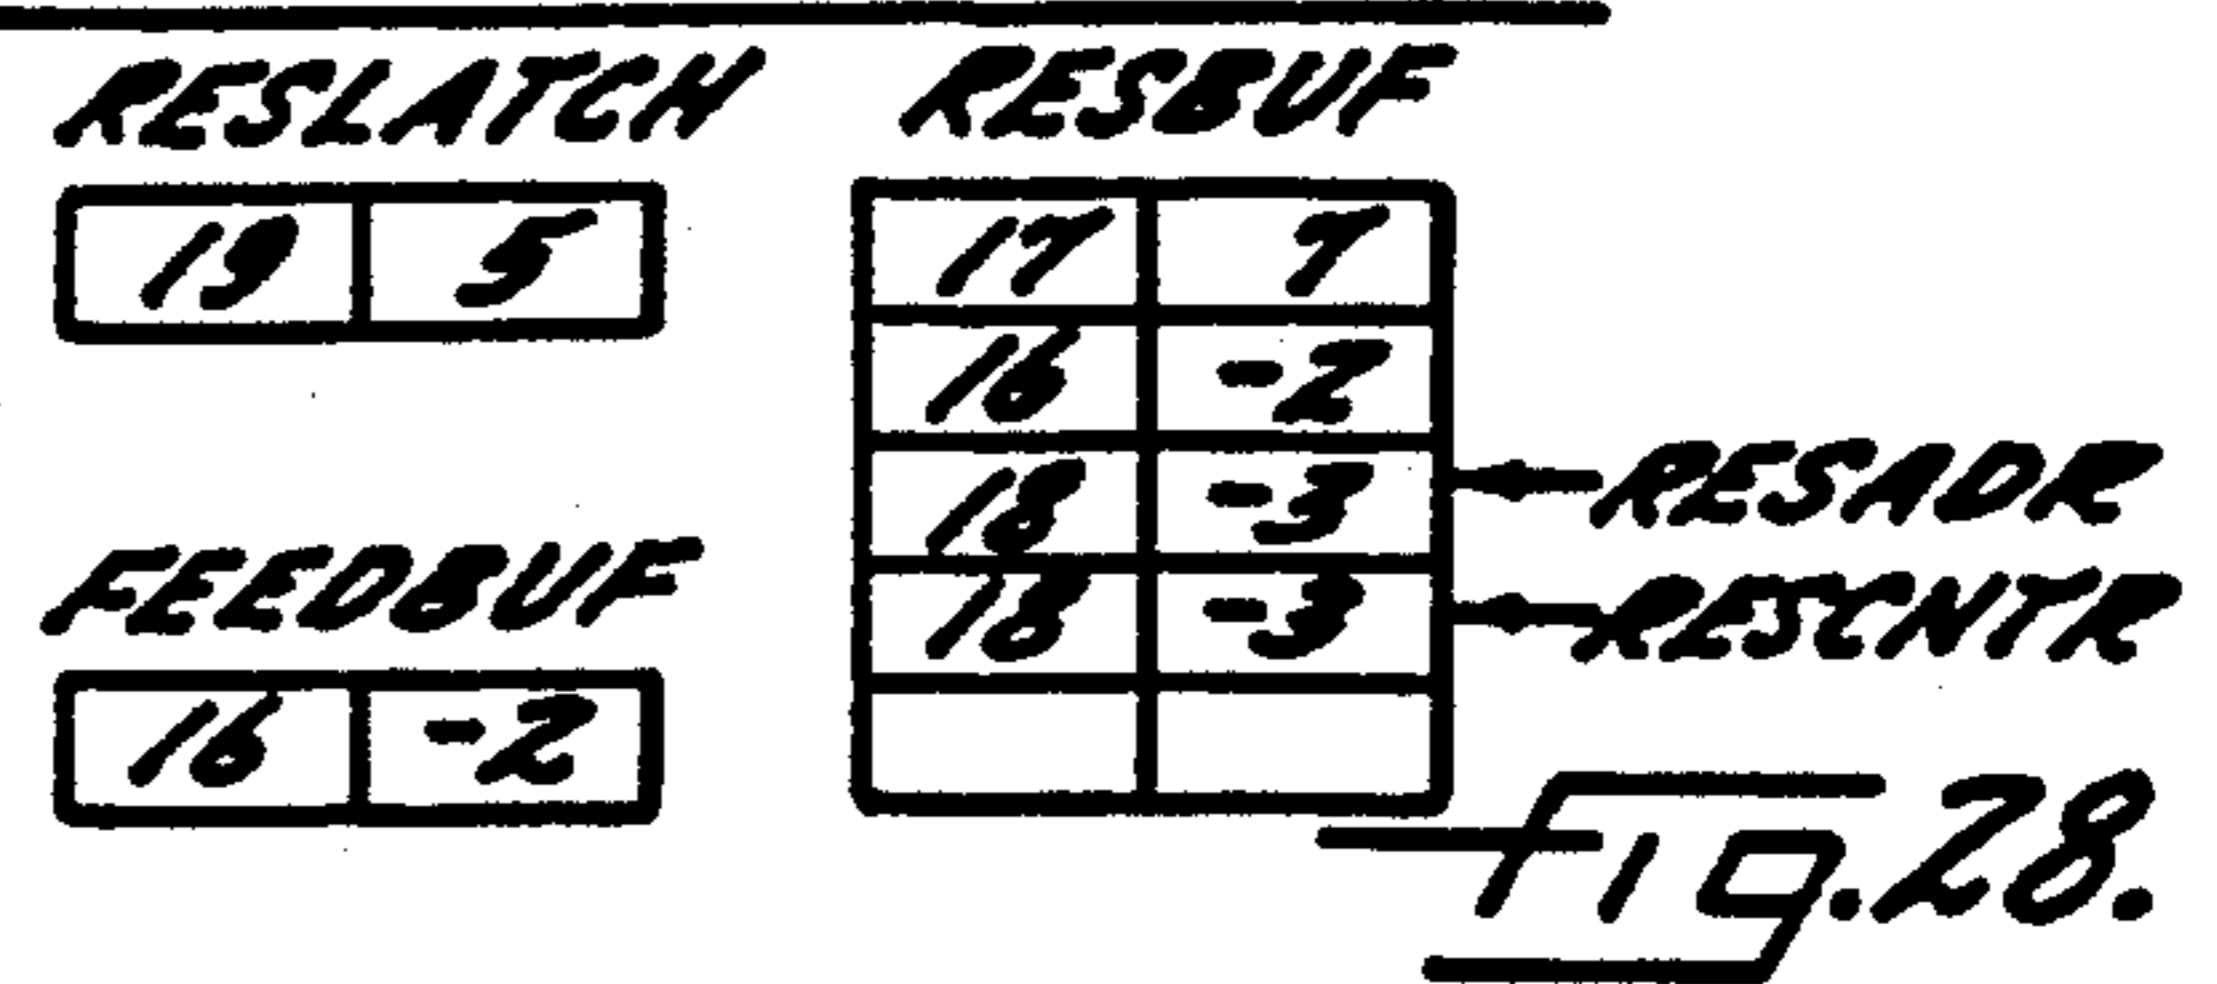 RESLATCH RESBUF
19 5
17 7
16 -2
18 -3 RESADR
FEEDBUF
18 -3 RESCNTR
16 -2
Fig. 28.